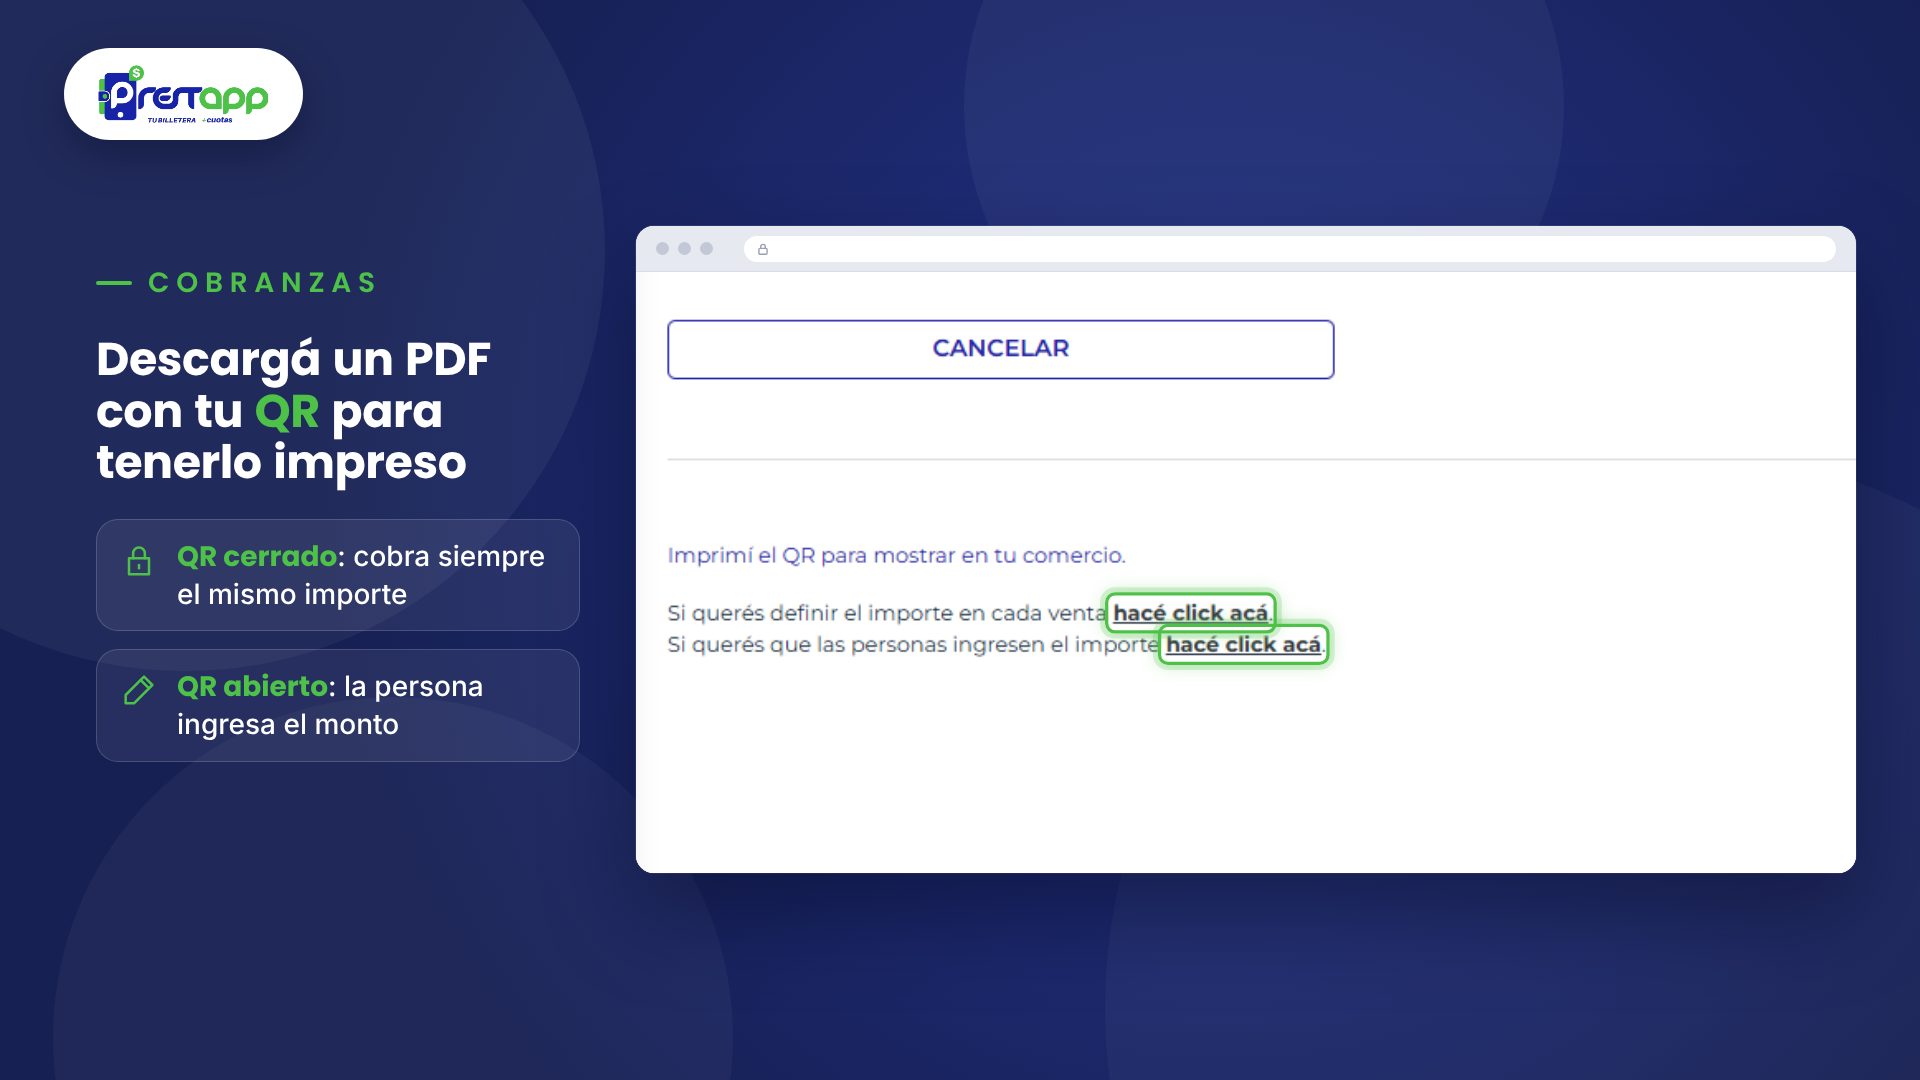 Prestapp
TU BILLETERA +cuotas
COBRANZAS
Descargá un PDF
con tu QR para
tenerlo impreso
QR cerrado: cobra siempre
el mismo importe
QR abierto: la persona
ingresa el monto
CANCELAR
Imprimí el QR para mostrar en tu comercio.
Si querés definir el importe en cada venta hacé click acá.
Si querés que las personas ingresen el importe hacé click acá.